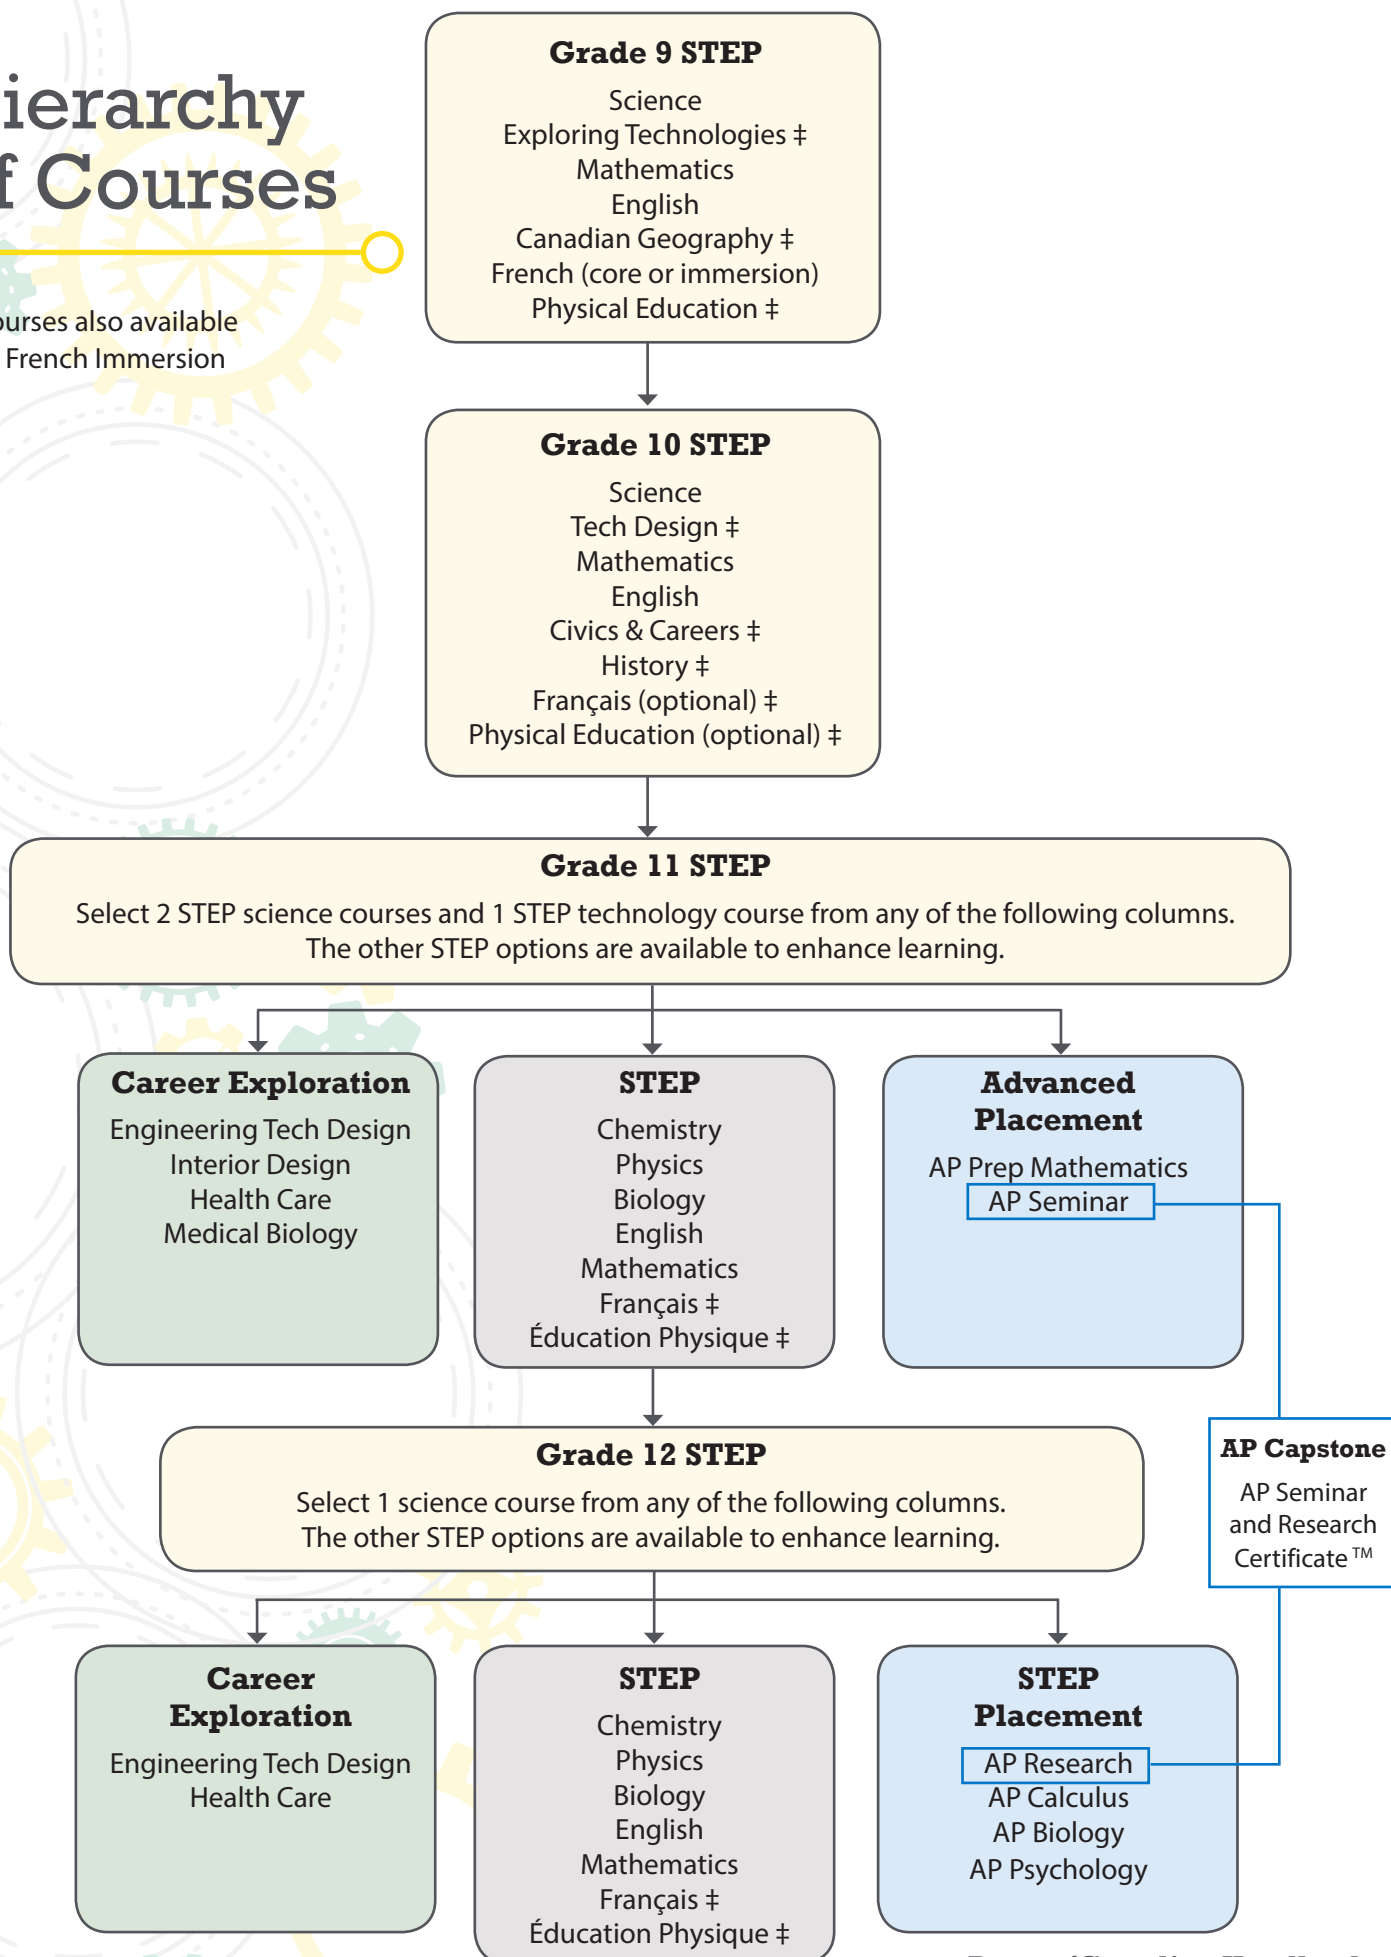 ierarchy
f Courses
ourses also available
French Immersion
Grade 9 STEP
Science
Exploring Technologies ‡
Mathematics
English
Canadian Geography ‡
French (core or immersion)
Physical Education ‡
Grade 10 STEP
Science
Tech Design ‡
Mathematics
English
Civics & Careers ‡
History ‡
Français (optional) ‡
Physical Education (optional) ‡
Grade 11 STEP
Select 2 STEP science courses and 1 STEP technology course from any of the following columns.
The other STEP options are available to enhance learning.
Career Exploration
Engineering Tech Design
Interior Design
Health Care
Medical Biology
STEP
Chemistry
Physics
Biology
English
Mathematics
Français ‡
Éducation Physique ‡
Advanced
Placement
AP Prep Mathematics
AP Seminar
AP Capstone
AP Seminar
and Research
Certificate™
Grade 12 STEP
Select 1 science course from any of the following columns.
The other STEP options are available to enhance learning.
Career
Exploration
Engineering Tech Design
Health Care
STEP
Chemistry
Physics
Biology
English
Mathematics
Français ‡
Éducation Physique ‡
STEP
Placement
AP Research
AP Calculus
AP Biology
AP Psychology